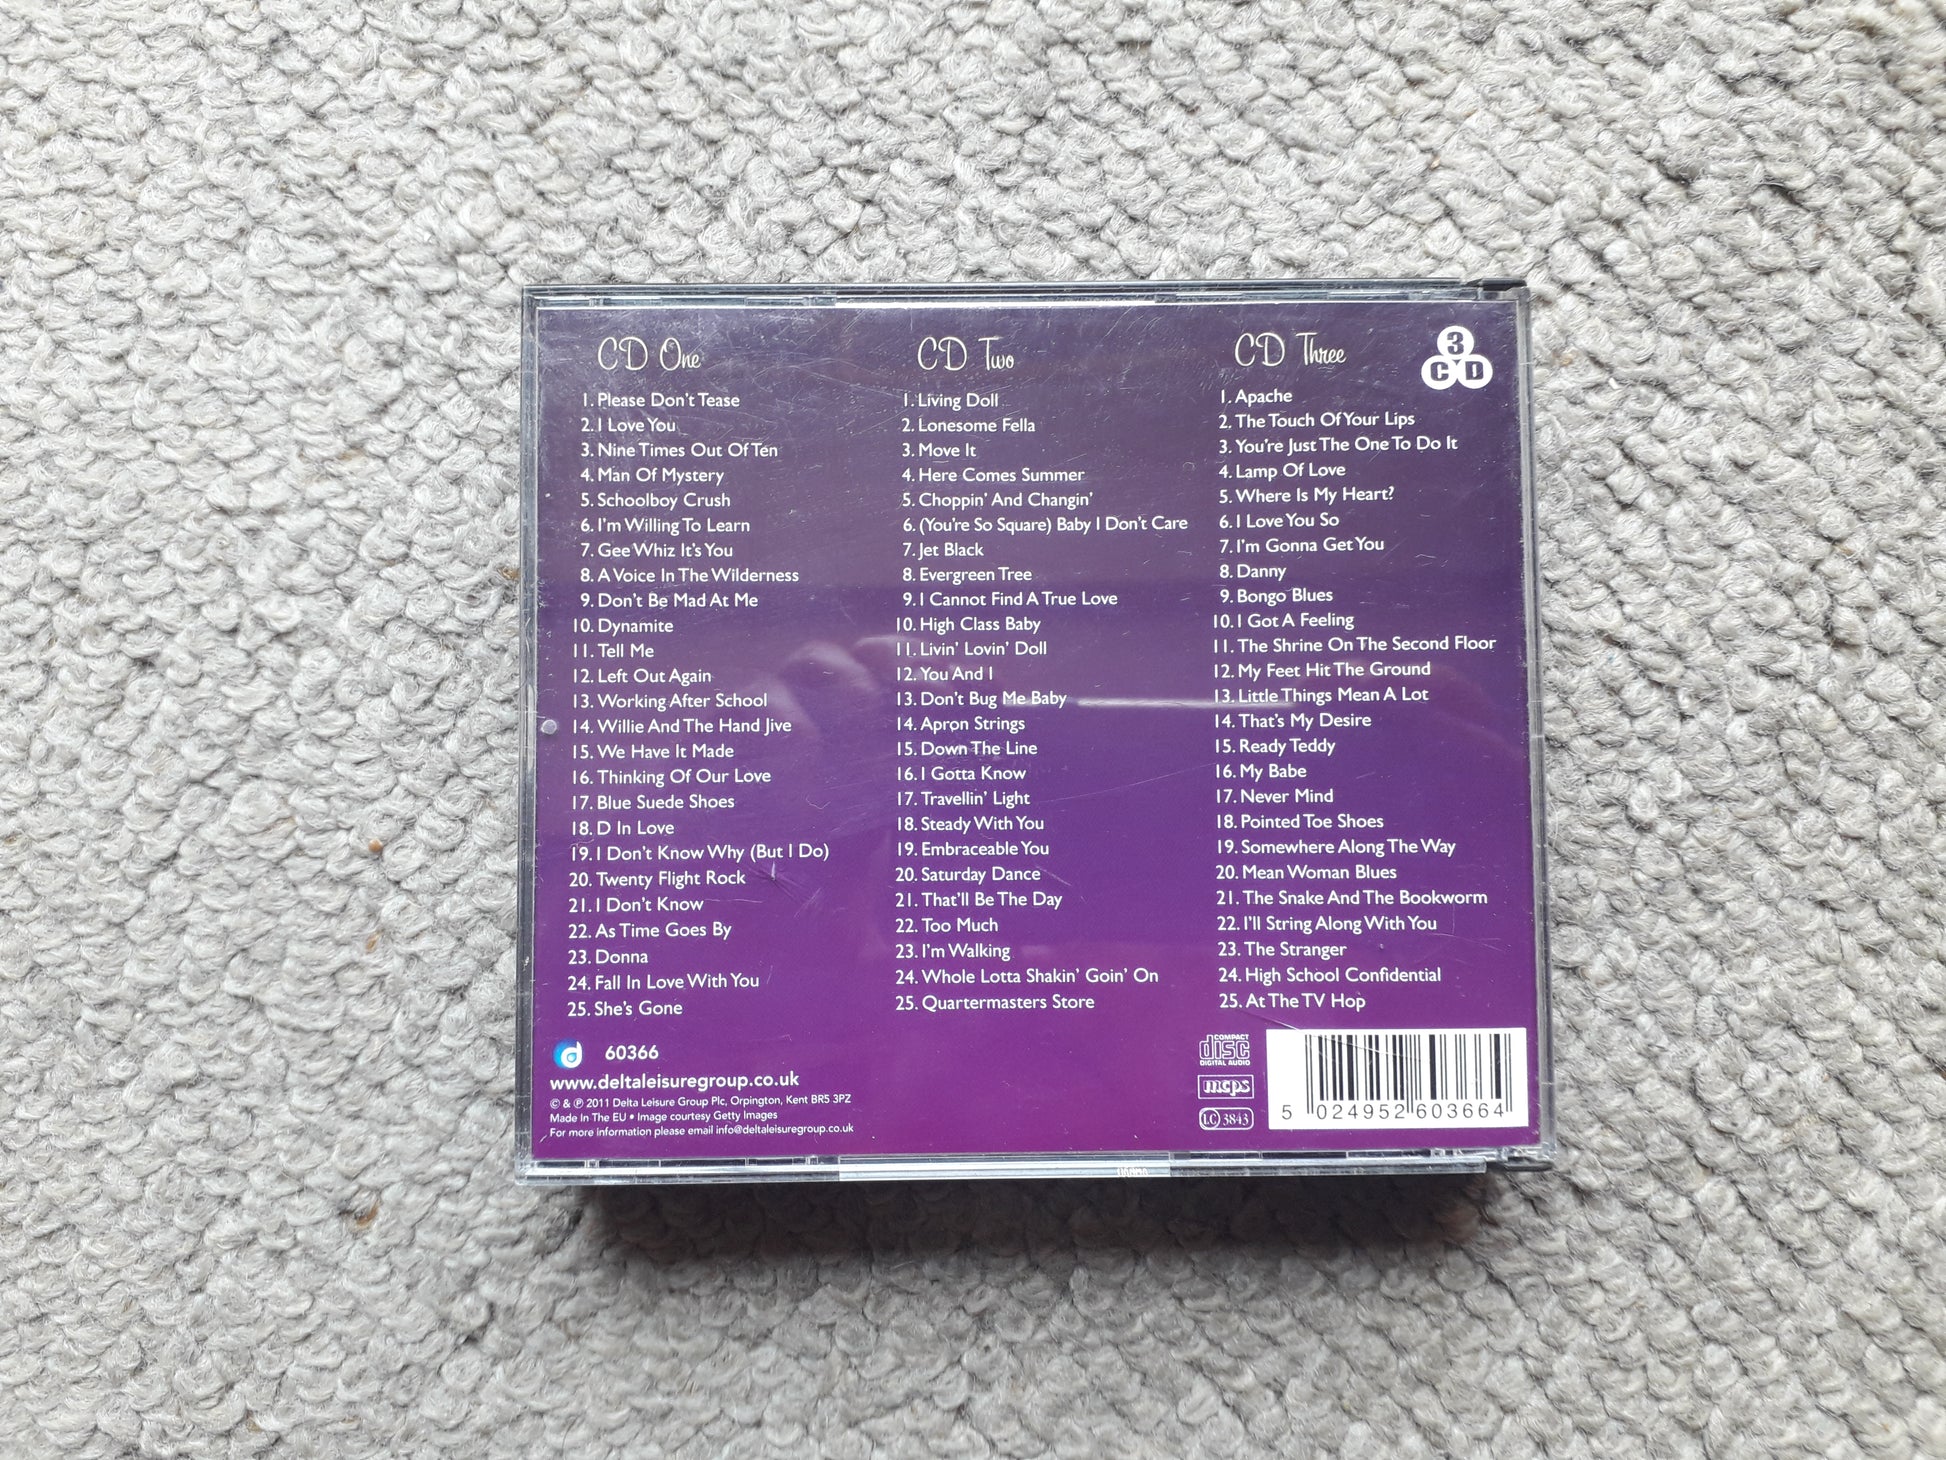 CD One
1. Please Don't Tease
2. I Love You
3. Nine Times Out Of Ten
4. Man Of Mystery
5. Schoolboy Crush
6. I'm Willing To Learn
7. Gee Whiz It's You
8. A Voice In The Wilderness
9. Don't Be Mad At Me
10. Dynamite
11. Tell Me
12. Left Out Again
13. Working After School
14. Willie And The Hand Jive
15. We Have It Made
16. Thinking Of Our Love
17. Blue Suede Shoes
18. D In Love
19. I Don't Know Why (But I Do)
20. Twenty Flight Rock
21. I Don't Know
22. As Time Goes By
23. Donna
24. Fall In Love With You
25. She's Gone
CD Two
1. Living Doll
2. Lonesome Fella
3. Move It
4. Here Comes Summer
5. Choppin' And Changin'
6. (You're So Square) Baby I Don't Care
7. Jet Black
8. Evergreen Tree
9. I Cannot Find A True Love
10. High Class Baby
11. Livin' Lovin' Doll
12. You And I
13. Don't Bug Me Baby
14. Apron Strings
15. Down The Line
16. I Gotta Know
17. Travellin' Light
18. Steady With You
19. Embraceable You
20. Saturday Dance
21. That'll Be The Day
22. Too Much
23. I'm Walking
24. Whole Lotta Shakin' Goin' On
25. Quartermasters Store
CD Three
1. Apache
2. The Touch Of Your Lips
3. You're Just The One To Do It
4. Lamp Of Love
5. Where Is My Heart?
6. I Love You So
7. I'm Gonna Get You
8. Danny
9. Bongo Blues
10. I Got A Feeling
11. The Shrine On The Second Floor
12. My Feet Hit The Ground
13. Little Things Mean A Lot
14. That's My Desire
15. Ready Teddy
16. My Babe
17. Never Mind
18. Pointed Toe Shoes
19. Somewhere Along The Way
20. Mean Woman Blues
21. The Snake And The Bookworm
22. I'll String Along With You
23. The Stranger
24. High School Confidential
25. At The TV Hop
3
CD
d 60366
www.deltaleisuregroup.co.uk
© & ℗ 2011 Delta Leisure Group Plc, Orpington, Kent BR5 3PZ
Made In The EU • Image courtesy Getty Images
For more information please email info@deltaleisuregroup.co.uk
COMPACT
disc
DIGITAL AUDIO
mcps
LC 3843
5 024952 603664